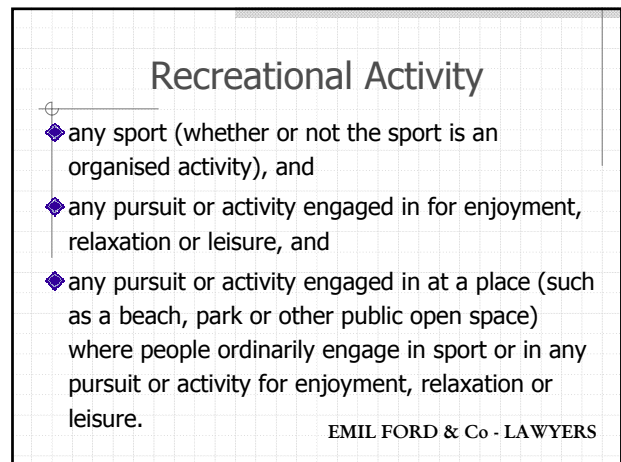 Recreational Activity
any sport (whether or not the sport is an
organised activity), and
any pursuit or activity engaged in for enjoyment,
relaxation or leisure, and
any pursuit or activity engaged in at a place (such
as a beach, park or other public open space)
where people ordinarily engage in sport or in any
pursuit or activity for enjoyment, relaxation or
leisure.
EMIL FORD & Co - LAWYERS